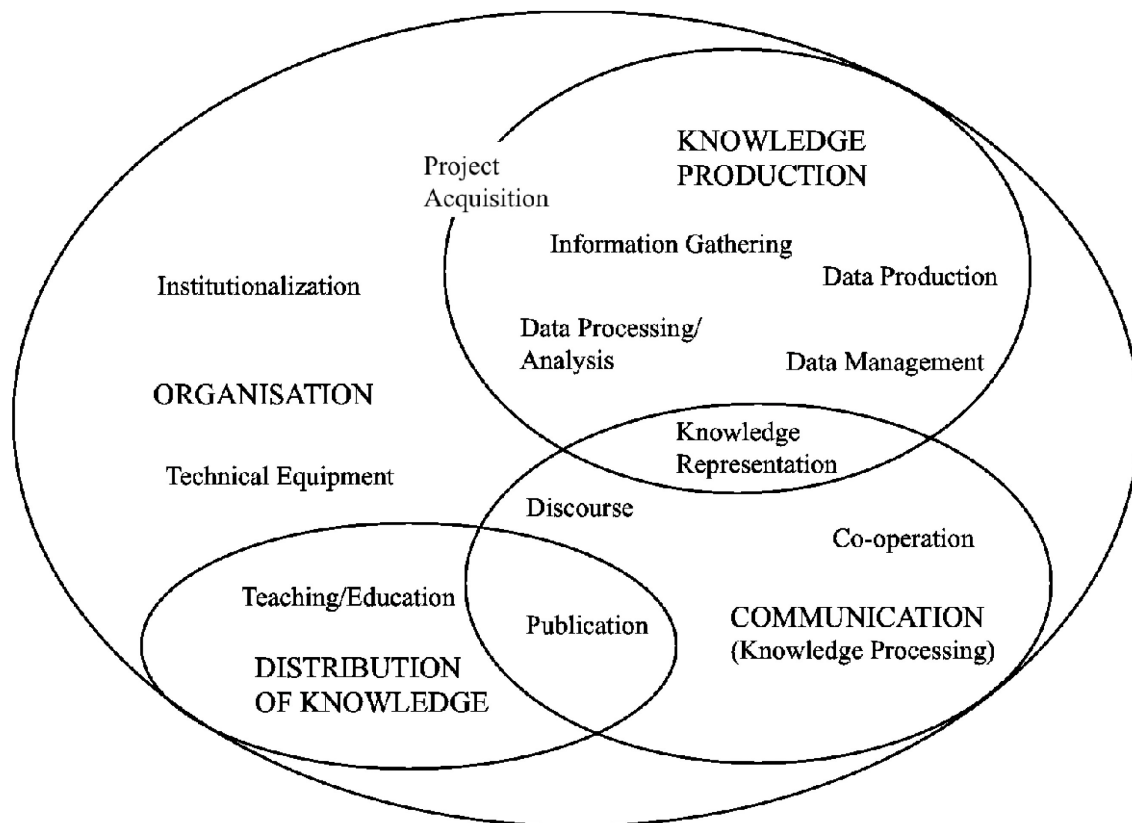 KNOWLEDGE
PRODUCTION
Project
Acquisition
Information Gathering
Data Production
Institutionalization
Data Processing/
Analysis
Data Management
ORGANISATION
Knowledge
Representation
Technical Equipment
Discourse
Co-operation
Teaching/Education
Publication
COMMUNICATION
(Knowledge Processing)
DISTRIBUTION
OF KNOWLEDGE